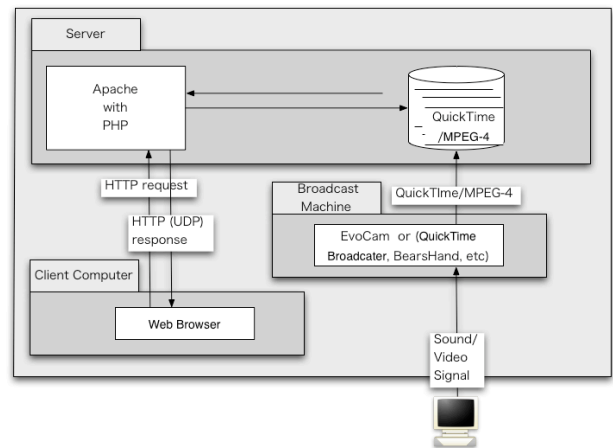 Server
Apache
with
PHP
QuickTime
/MPEG-4
HTTP request
Broadcast
Machine
QuickTIme/MPEG-4
HTTP (UDP)
response
EvoCam or (QuickTime
Broadcater, BearsHand, etc)
Client Computer
Web Browser
Sound/
Video
Signal